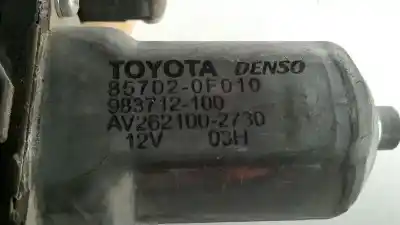 TOYOTA DENSO
85702-0F010
983712-100
AV262100-2730
12V 03H